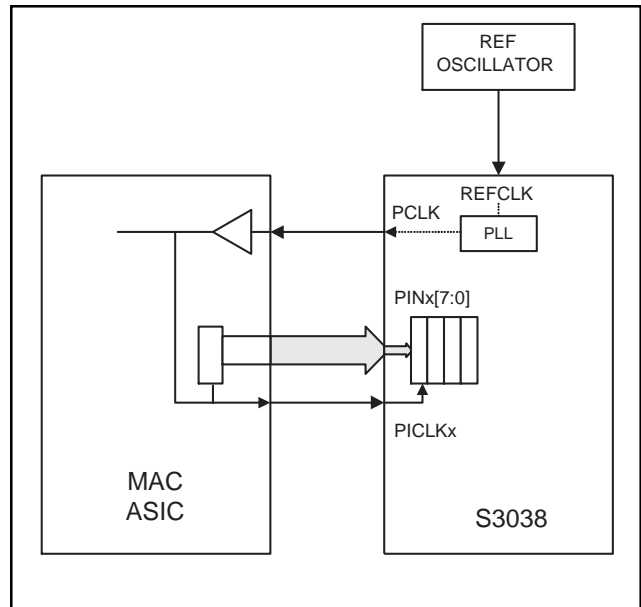 REF
OSCILLATOR
REFCLK
PCLK
PLL
PINx[7:0]
PICLKx
MAC
ASIC
S3038